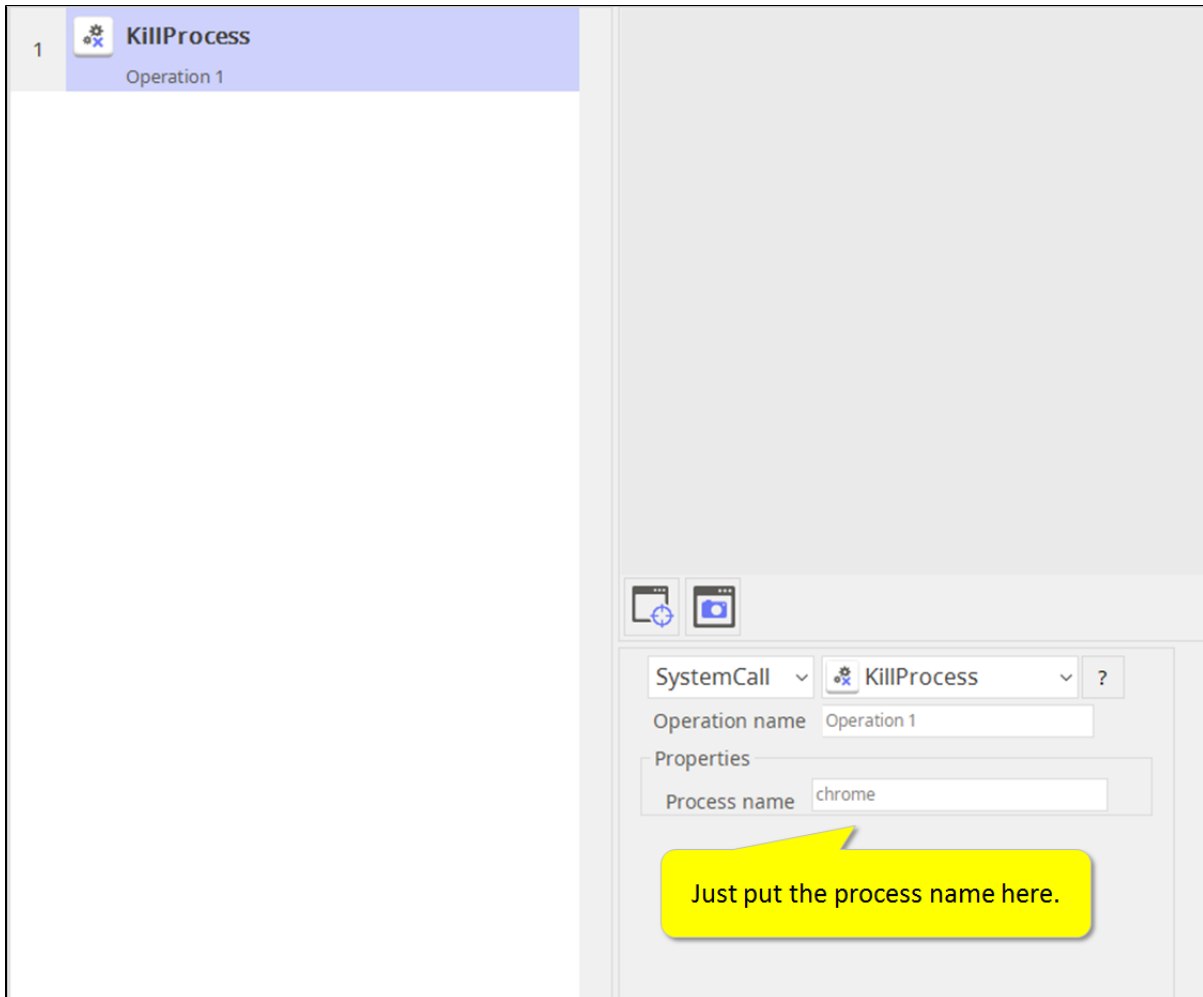 1
KillProcess
Operation 1
SystemCall
KillProcess
?
Operation name
Operation 1
Properties
Process name
chrome
Just put the process name here.